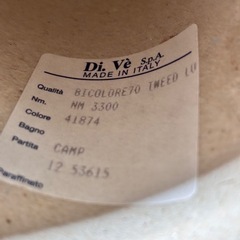 Di. Vè S.p.A.
MADE IN ITALY
Qualità BICOLORE70 TWEED
Nm. NM 3300
Colore 41874
Bagno
Partita CAMP
12 53615
Paraffinato